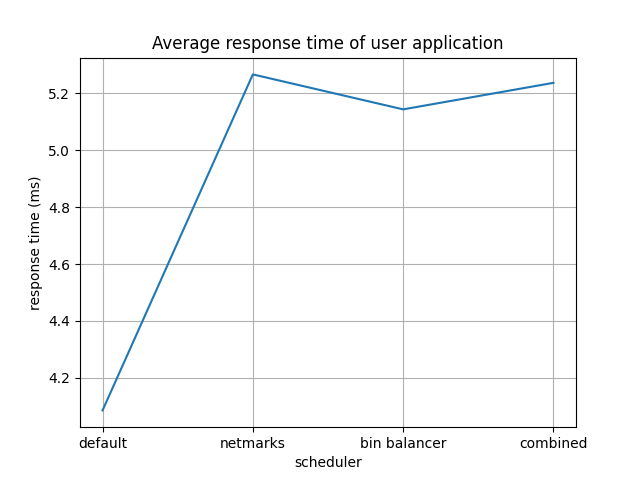 Average response time of user application
response time (ms)
5.2
5.0
4.8
4.6
4.4
4.2
default netmarks bin balancer combined
scheduler